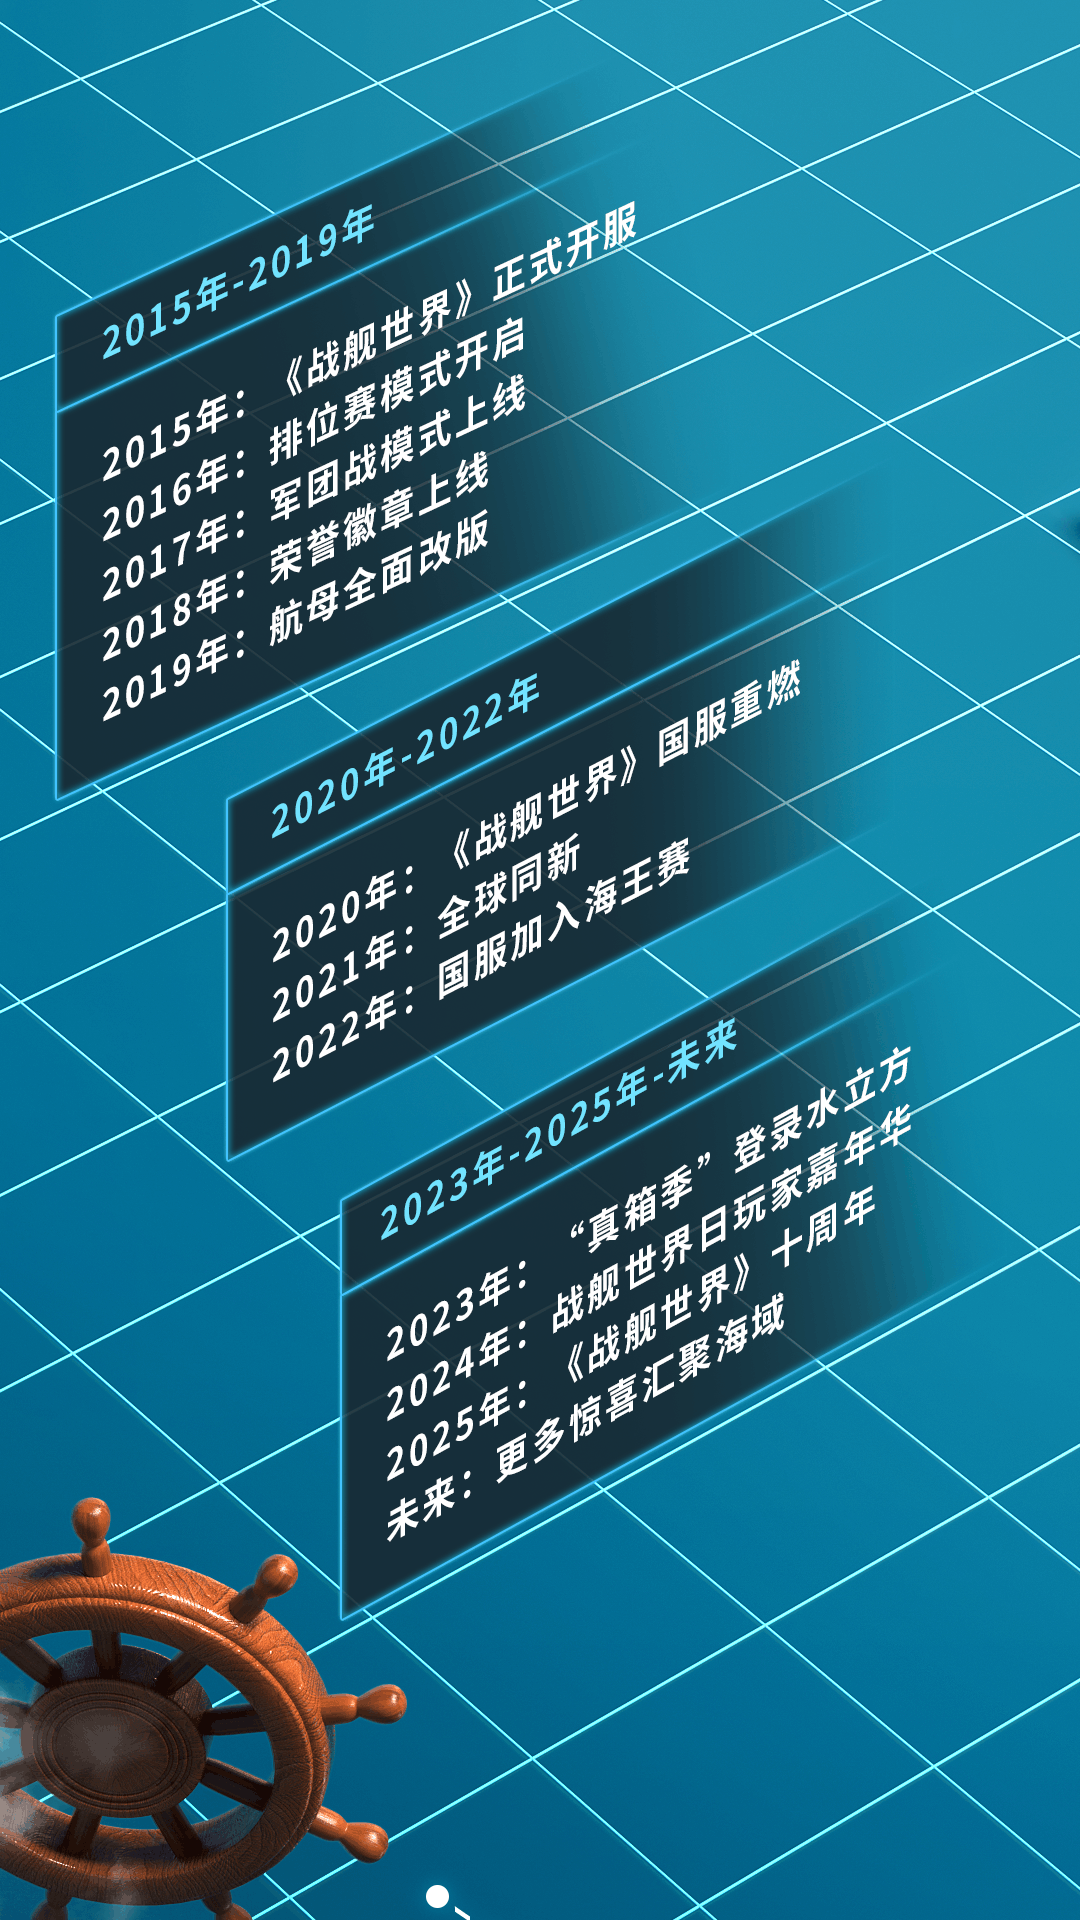 2015年-2019年
2015年：《战舰世界》正式开服
2016年：排位赛模式开启
2017年：军团战模式上线
2018年：荣誉徽章上线
2019年：航母全面改版
2020年-2022年
2020年：《战舰世界》国服重燃
2021年：全球同新
2022年：国服加入海王赛
2023年-2025年-未来
2023年：“真箱季”登录水立方
2024年：战舰世界日玩家嘉年华
2025年：《战舰世界》十周年
未来：更多惊喜汇聚海域